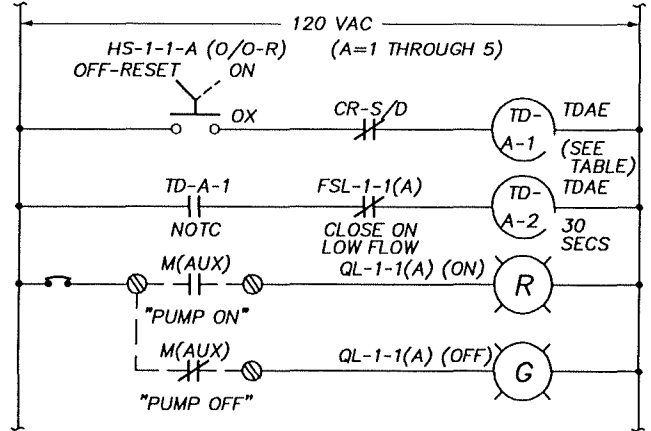 120 VAC
HS-1-1-A (O/O-R) (A=1 THROUGH 5)
OFF-RESET ON
OX
CR-S/D
TD-
A-1
TDAE
(SEE
TABLE)
TD-A-1
NOTC
FSL-1-1(A)
CLOSE ON
LOW FLOW
TD-
A-2
TDAE
30
SECS
M(AUX)
"PUMP ON"
QL-1-1(A) (ON)
R
M(AUX)
"PUMP OFF"
QL-1-1(A) (OFF)
G